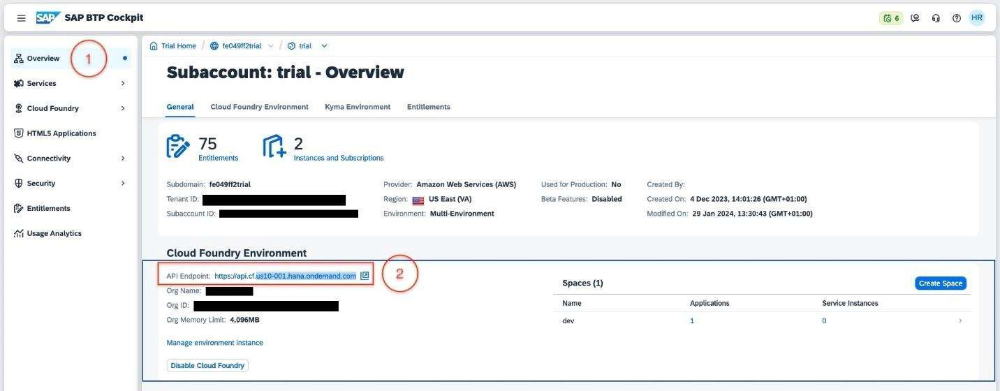 SAP SAP BTP Cockpit 6 HR
Overview 1
Services
Cloud Foundry
HTML5 Applications
Connectivity
Security
Entitlements
Usage Analytics
Trial Home / fe049ff2trial / trial
Subaccount: trial - Overview
General Cloud Foundry Environment Kyma Environment Entitlements
75 Entitlements
2 Instances and Subscriptions
Subdomain: fe049ff2trial
Tenant ID:
Subaccount ID:
Provider: Amazon Web Services (AWS)
Region: US East (VA)
Environment: Multi-Environment
Used for Production: No
Beta Features: Disabled
Created By:
Created On: 4 Dec 2023, 14:01:26 (GMT+01:00)
Modified On: 29 Jan 2024, 13:30:43 (GMT+01:00)
Cloud Foundry Environment
API Endpoint: https://api.cf.us10-001.hana.ondemand.com 2
Org Name:
Org ID:
Org Memory Limit: 4,096MB
Manage environment instance
Disable Cloud Foundry
Spaces (1) Create Space
Name Applications Service Instances
dev 1 0